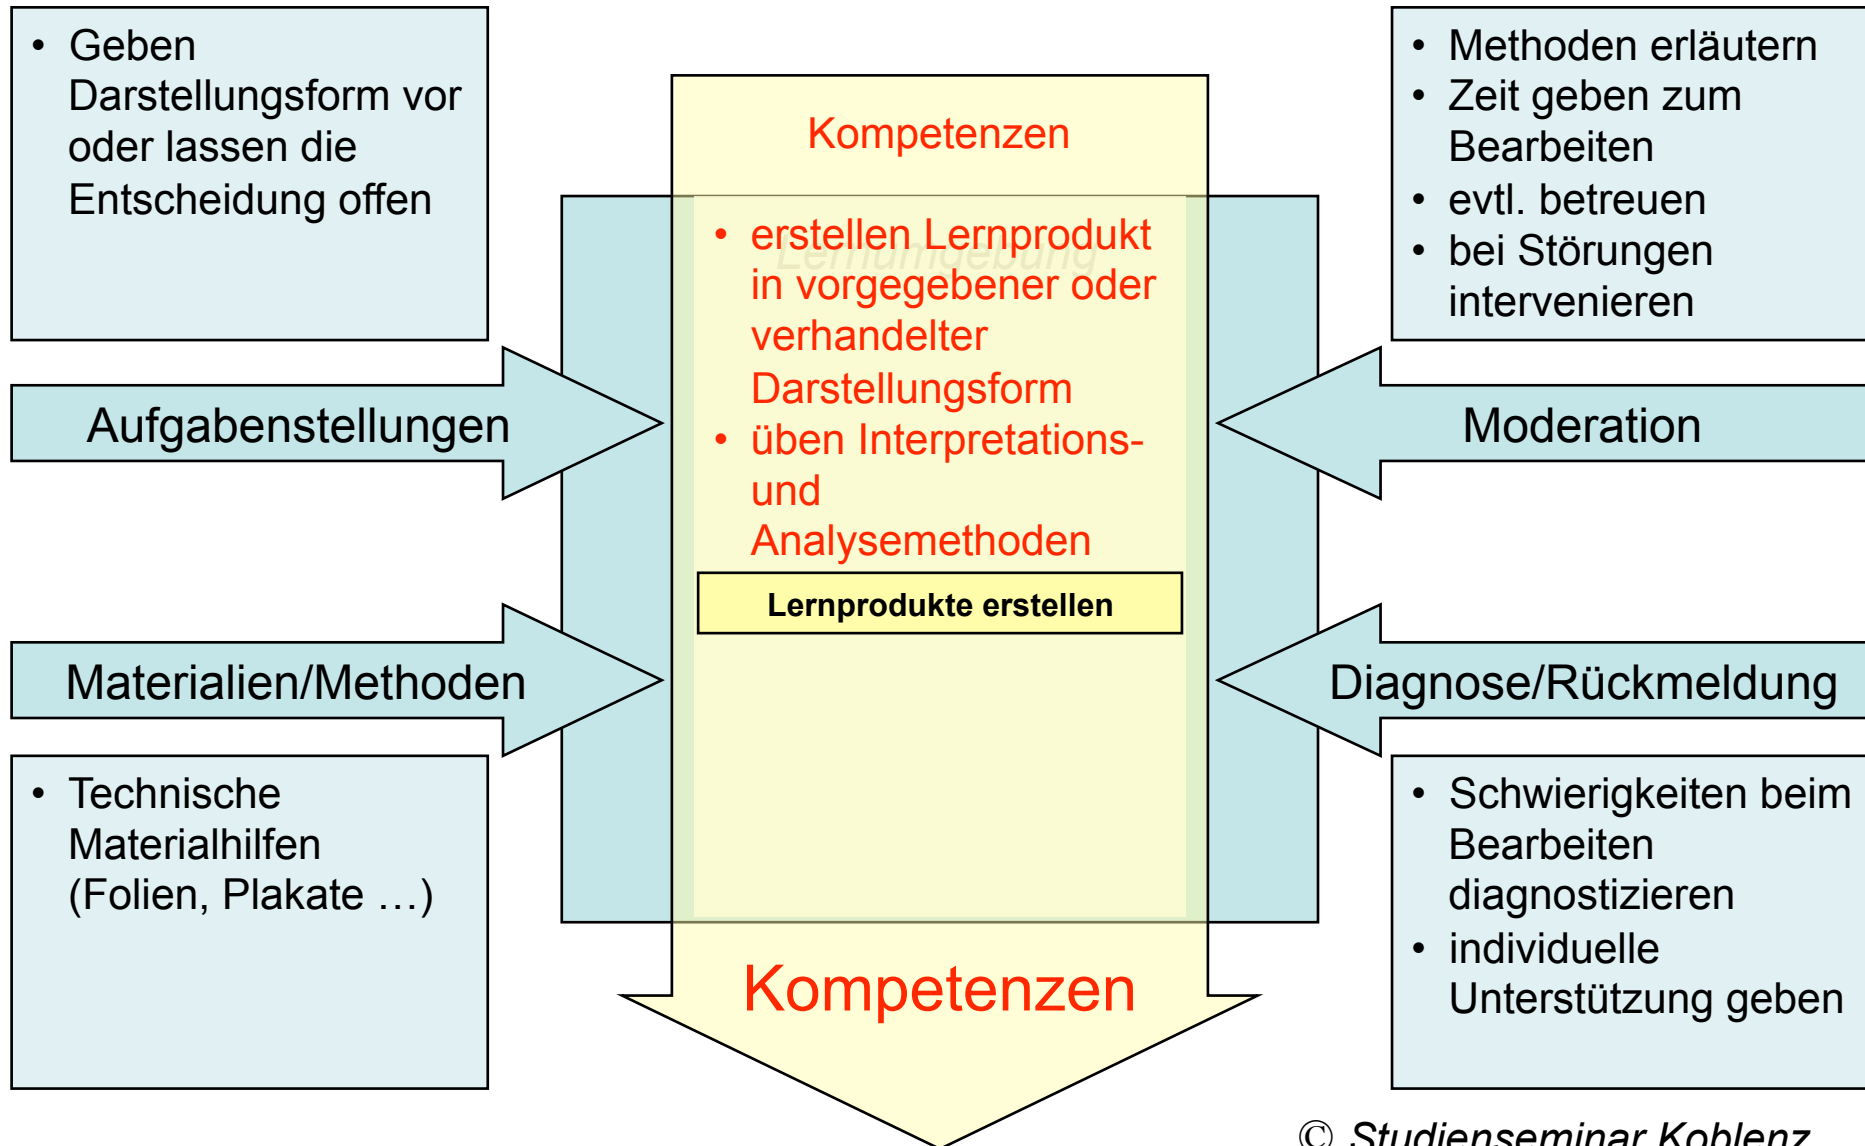 • Geben
Darstellungsform vor
oder lassen die
Entscheidung offen
Aufgabenstellungen
Materialien/Methoden
• Technische
Materialhilfen
(Folien, Plakate …)
Kompetenzen
Lernumgebung
• erstellen Lernprodukt
in vorgegebener oder
verhandelter
Darstellungsform
• üben Interpretations-
und
Analysemethoden
Lernprodukte erstellen
Kompetenzen
• Methoden erläutern
• Zeit geben zum
Bearbeiten
• evtl. betreuen
• bei Störungen
intervenieren
Moderation
Diagnose/Rückmeldung
• Schwierigkeiten beim
Bearbeiten
diagnostizieren
• individuelle
Unterstützung geben
© Studienseminar Koblenz